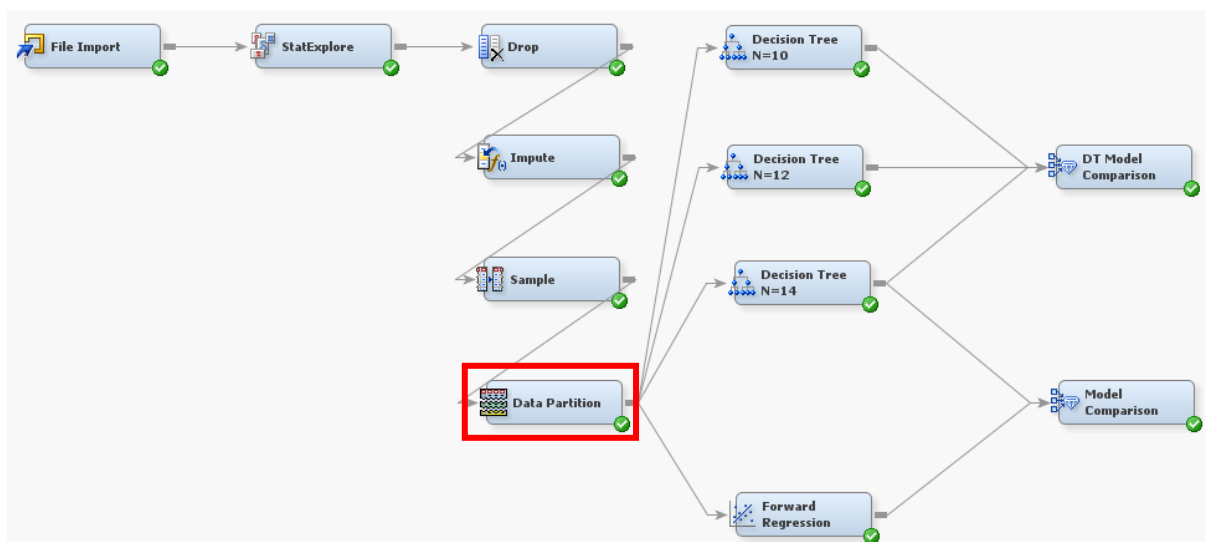 File Import
StatExplore
Drop
Decision Tree
N=10
Impute
Decision Tree
N=12
DT Model
Comparison
Sample
Decision Tree
N=14
Data Partition
Model
Comparison
Forward
Regression